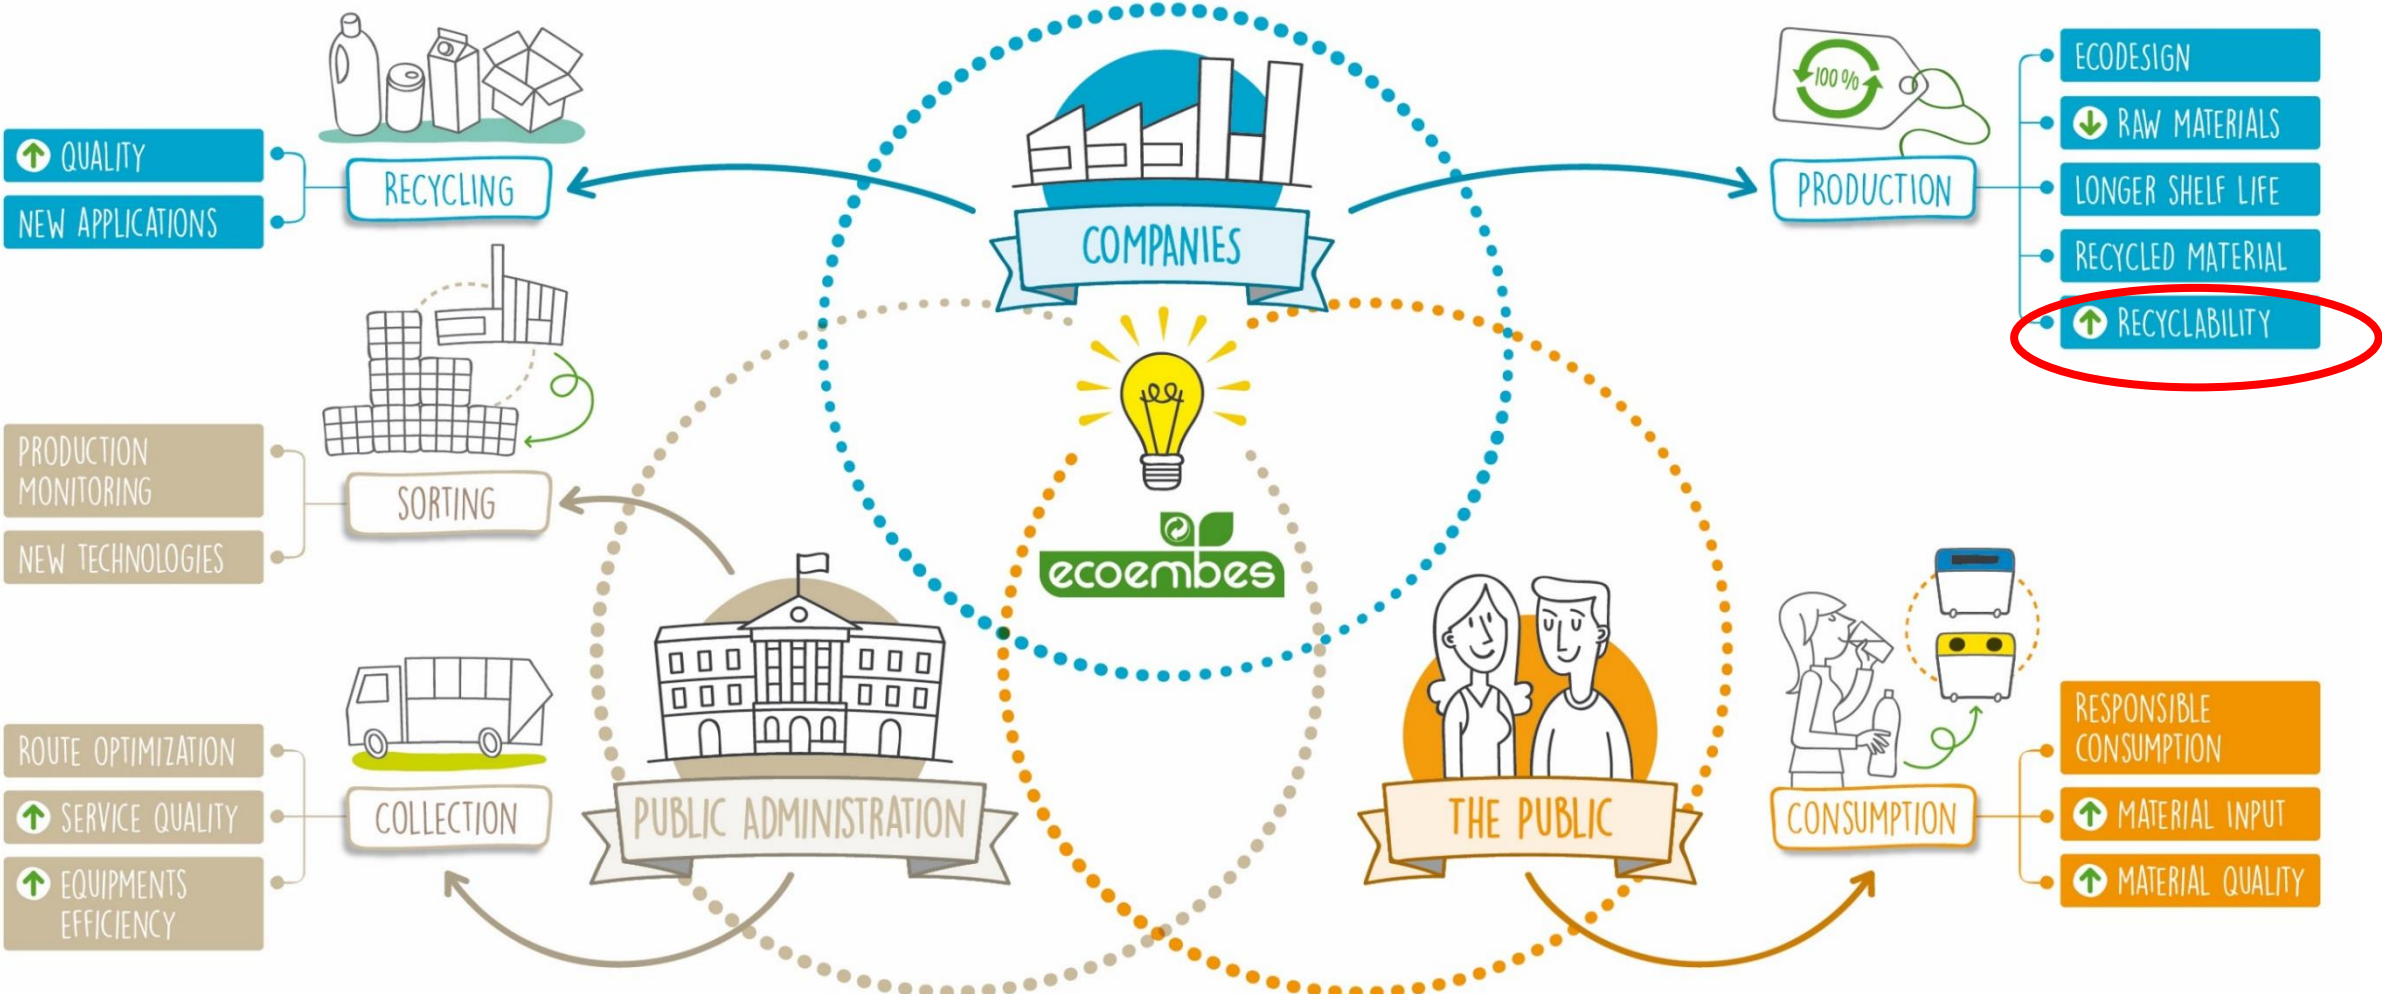 100%
ECODESIGN
RAW MATERIALS
LONGER SHELF LIFE
RECYCLED MATERIAL
RECYCLABILITY
PRODUCTION
QUALITY
NEW APPLICATIONS
RECYCLING
COMPANIES
PRODUCTION
MONITORING
NEW TECHNOLOGIES
SORTING
ecoembes
ROUTE OPTIMIZATION
SERVICE QUALITY
EQUIPMENTS
EFFICIENCY
COLLECTION
PUBLIC ADMINISTRATION
THE PUBLIC
CONSUMPTION
RESPONSIBLE
CONSUMPTION
MATERIAL INPUT
MATERIAL QUALITY